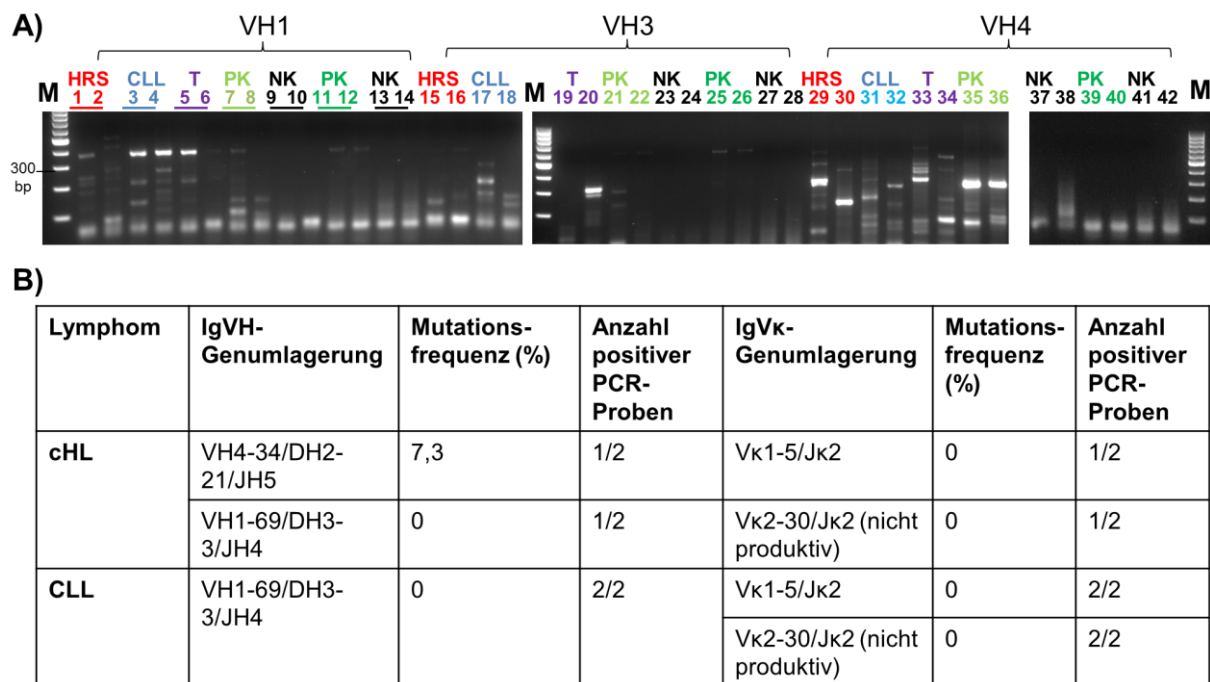 A)
VH1 VH3 VH4
M HRS CLL T PK NK PK NK HRS CLL M T PK NK PK NK HRS CLL T PK NK PK NK M
1 2 3 4 5 6 7 8 9 10 11 12 13 14 15 16 17 18 19 20 21 22 23 24 25 26 27 28 29 30 31 32 33 34 35 36 37 38 39 40 41 42
300
bp
B)
Lymphom
IgVH-
Genumlagerung
Mutations-
frequenz (%)
Anzahl
positiver
PCR-
Proben
IgVκ-
Genumlagerung
Mutations-
frequenz
(%)
Anzahl
positiver
PCR-
Proben
cHL
VH4-34/DH2-
21/JH5
7,3
1/2
Vκ1-5/Jκ2
0
1/2
VH1-69/DH3-
3/JH4
0
1/2
Vκ2-30/Jκ2 (nicht
produktiv)
0
1/2
CLL
VH1-69/DH3-
3/JH4
0
2/2
Vκ1-5/Jκ2
0
2/2
Vκ2-30/Jκ2 (nicht
produktiv)
0
2/2